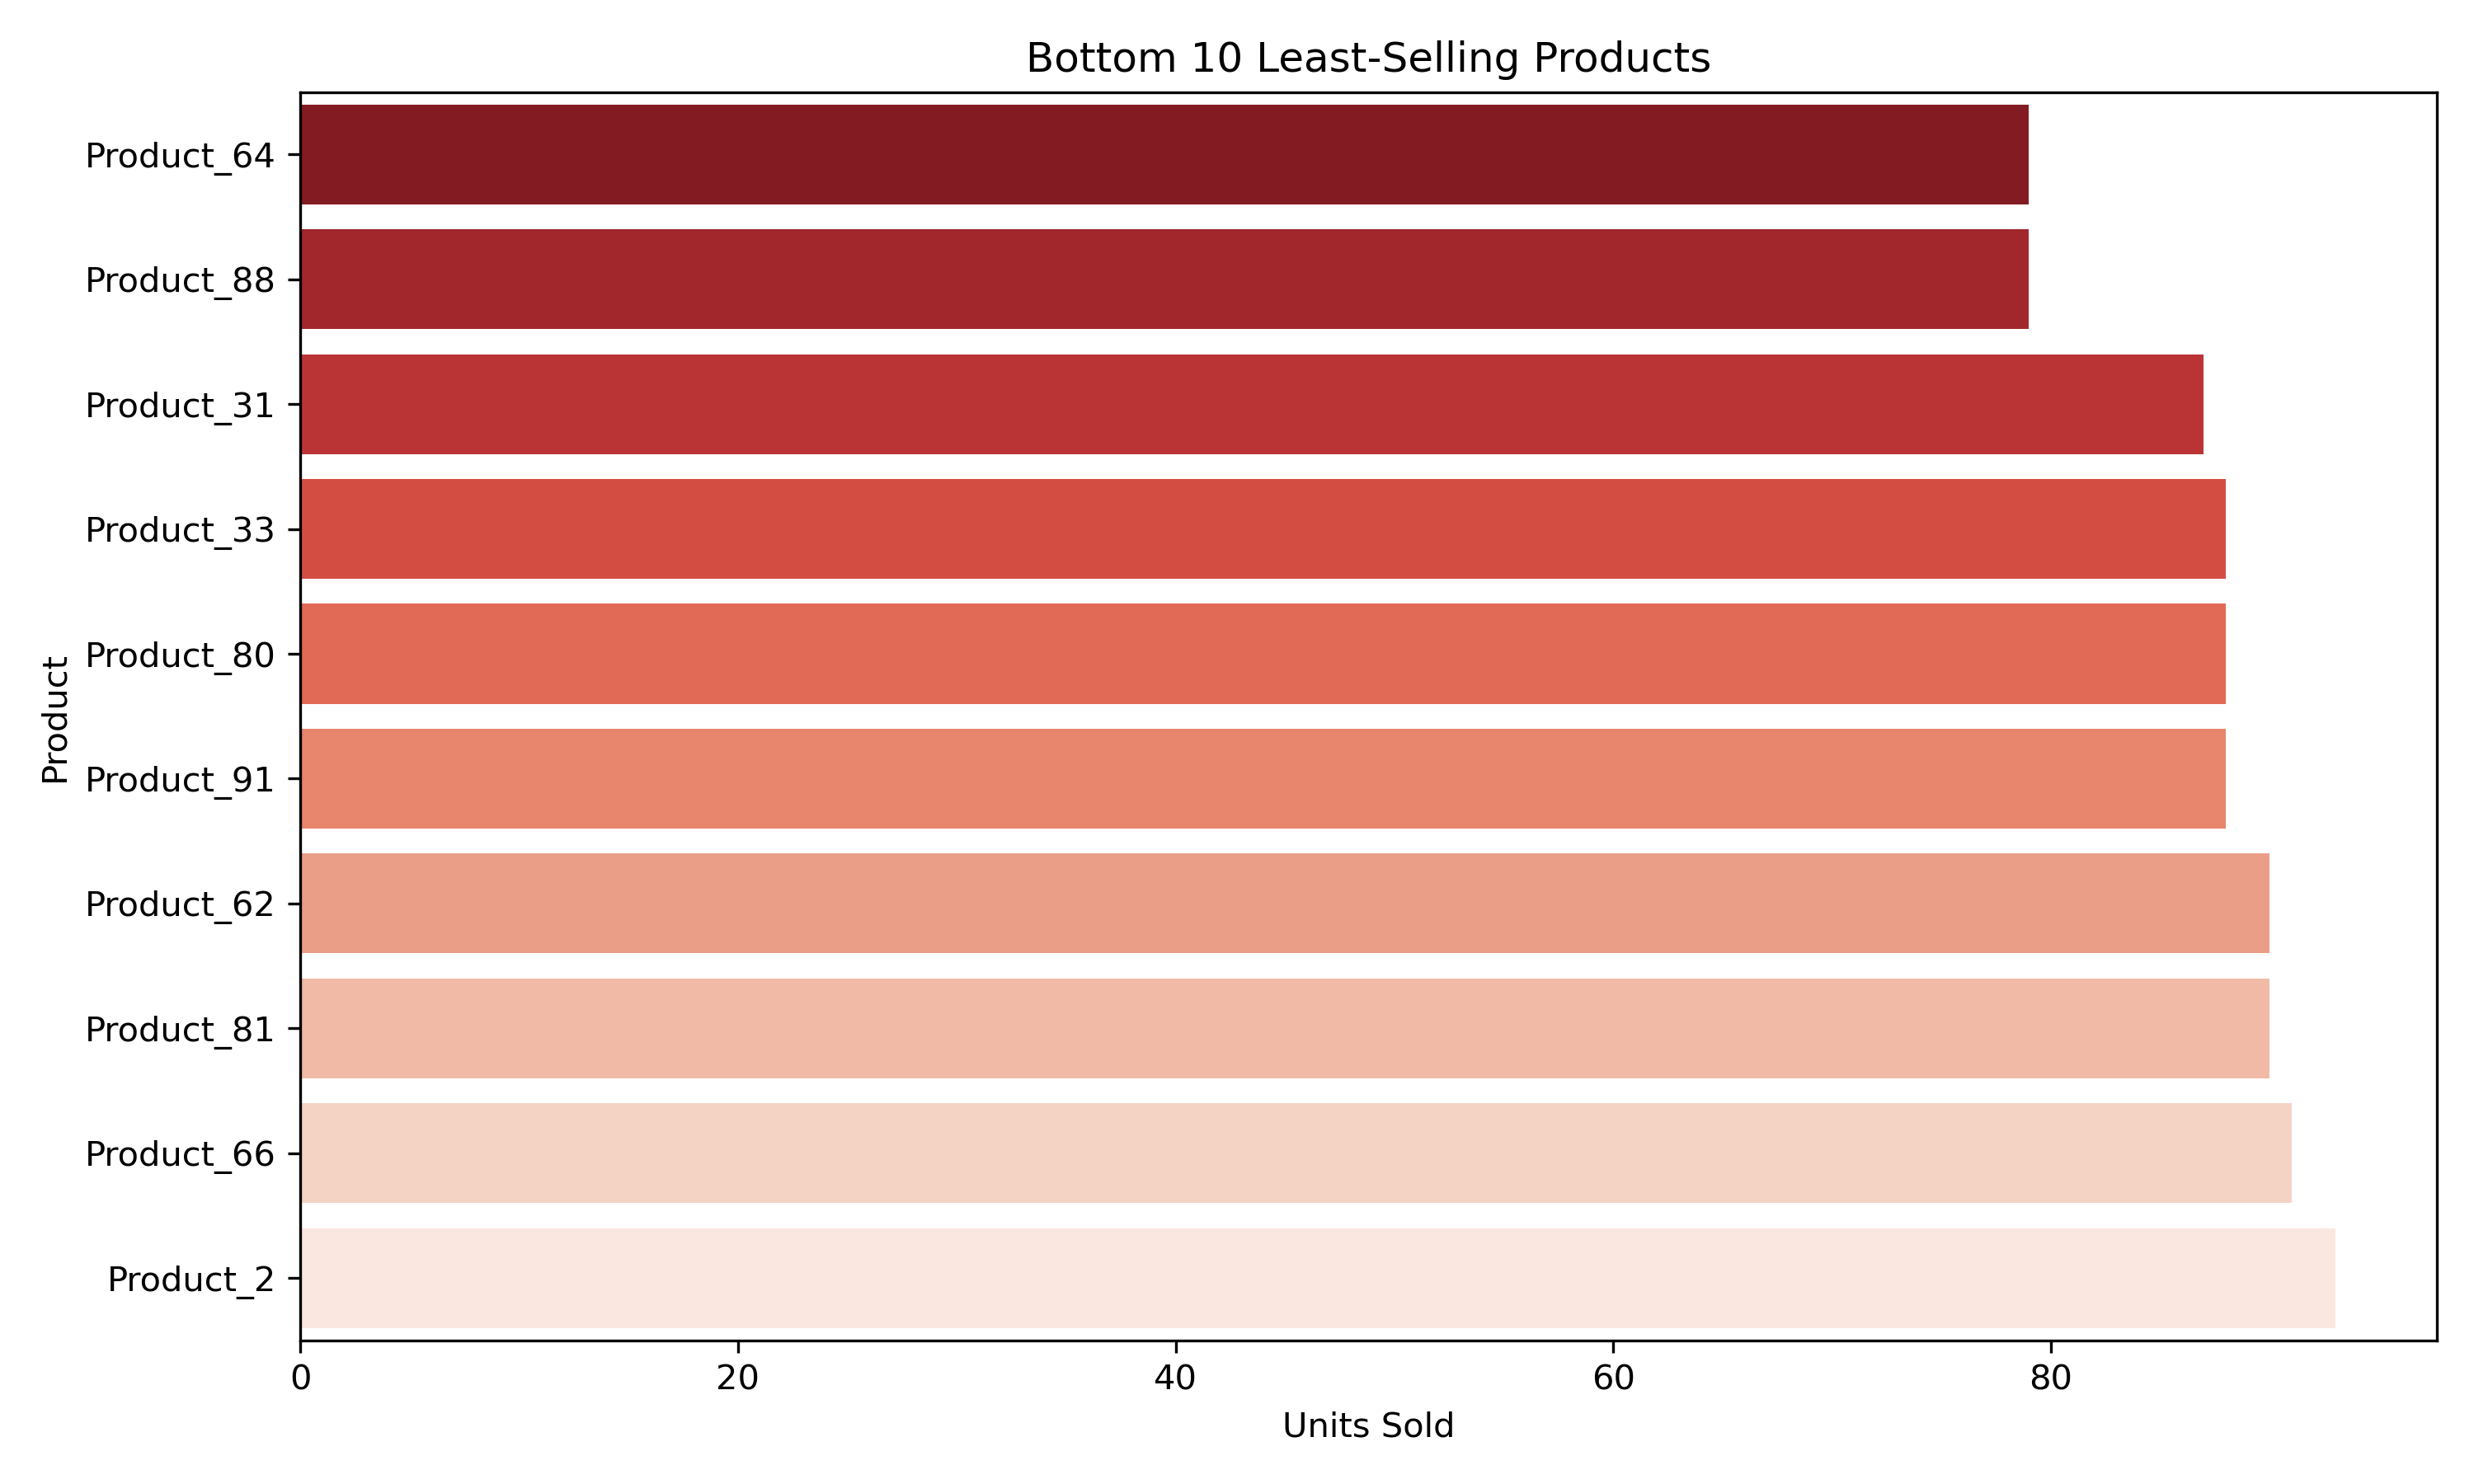 Bottom 10 Least-Selling Products
Product_64
Product_88
Product_31
Product_33
Product_80
Product_91
Product_62
Product_81
Product_66
Product_2
Product
0 20 40 60 80
Units Sold